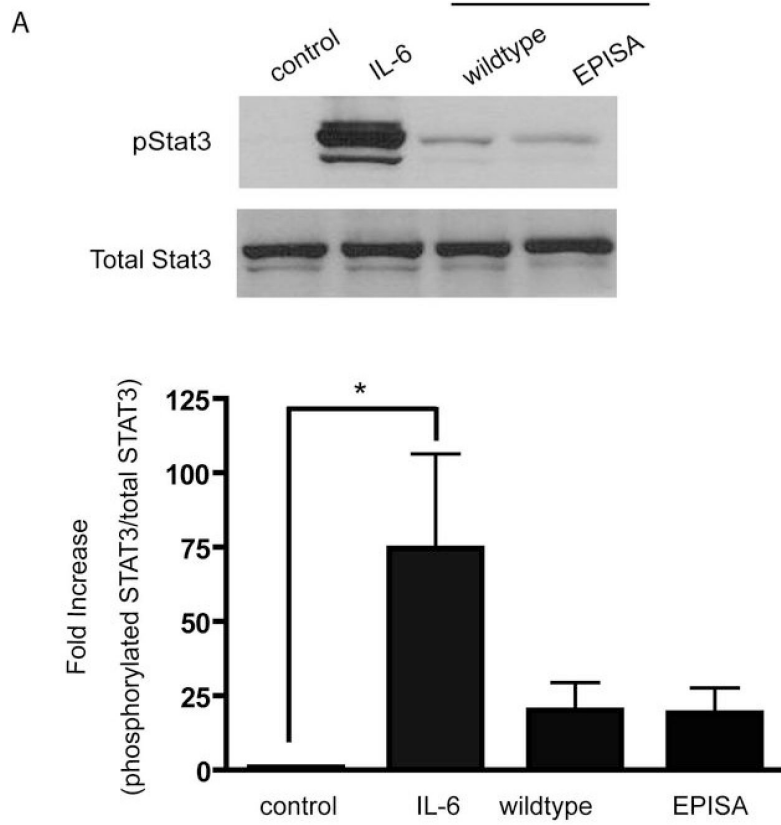 A
control IL-6 wildtype EPISA
pStat3
Total Stat3
Fold Increase
(phosphorylated STAT3/total STAT3)
*
125
100
75
50
25
0
control IL-6 wildtype EPISA